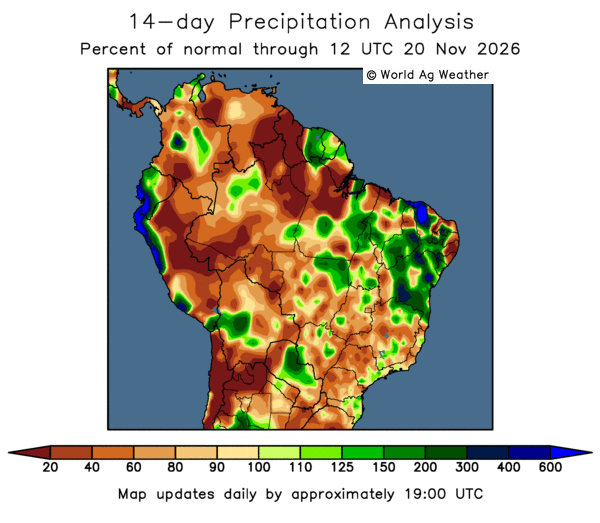 14-day Precipitation Analysis
Percent of normal through 12 UTC 20 Nov 2026
© World Ag Weather
20 40 60 80 90 100 110 125 150 200 300 400 600
Map updates daily by approximately 19:00 UTC